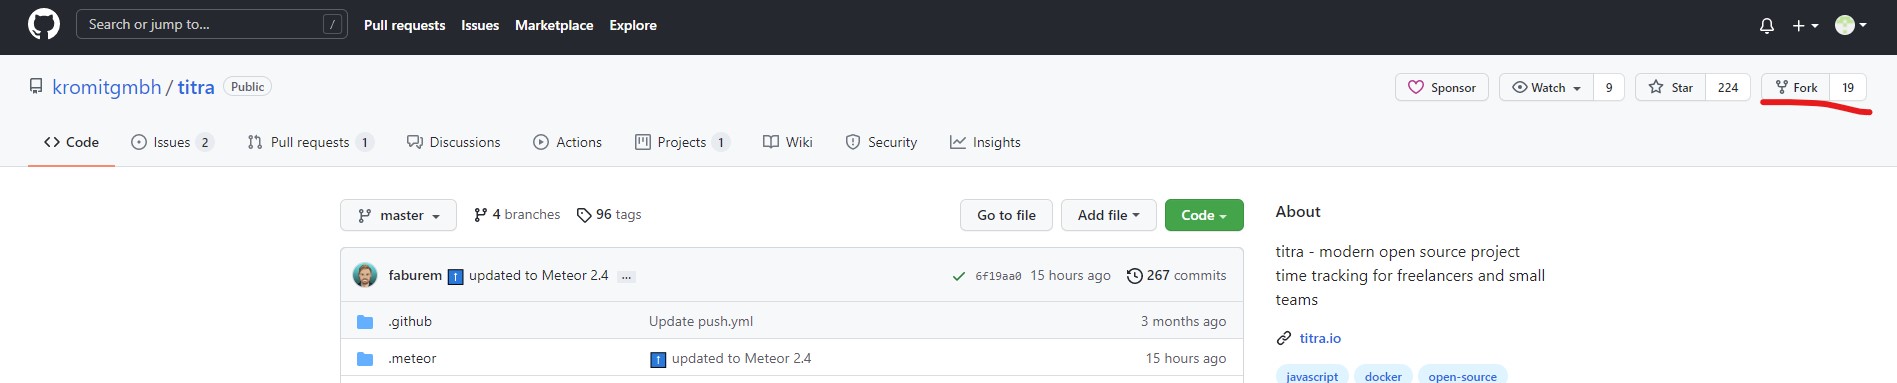 Search or jump to... / Pull requests Issues Marketplace Explore
kromitgmbh / titra Public Sponsor Watch 9 Star 224 Fork 19
Code Issues 2 Pull requests 1 Discussions Actions Projects 1 Wiki Security Insights
master 4 branches 96 tags Go to file Add file Code About
titra - modern open source project
time tracking for freelancers and small
teams
faburem updated to Meteor 2.4 ... 6f19aa0 15 hours ago 267 commits
.github Update push.yml 3 months ago
titra.io
.meteor updated to Meteor 2.4 15 hours ago
javascript docker open-source